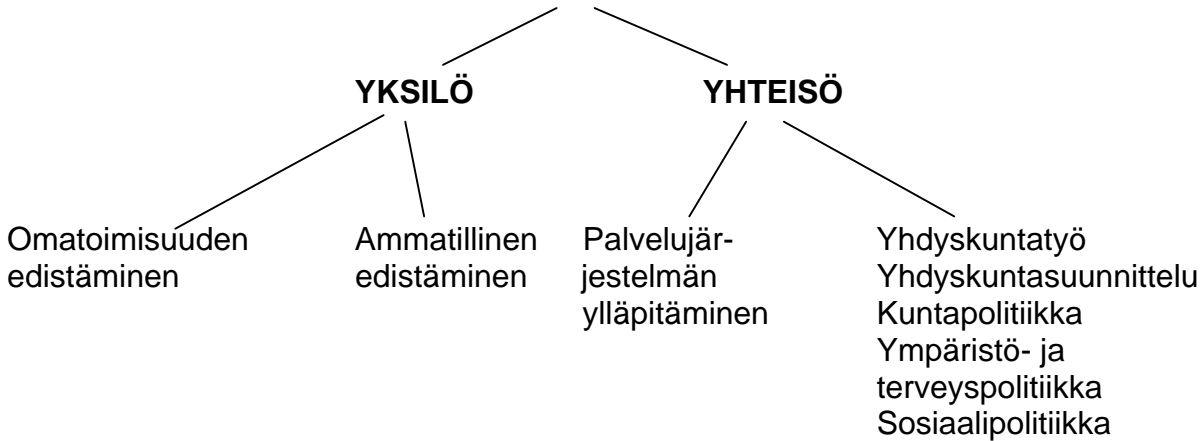 YKSILÖ
YHTEISÖ
Omatoimisuuden
edistäminen
Ammatillinen
edistäminen
Palvelujär-
jestelmän
ylläpitäminen
Yhdyskuntatyö
Yhdyskuntasuunnittelu
Kuntapolitiikka
Ympäristö- ja
terveyspolitiikka
Sosiaalipolitiikka